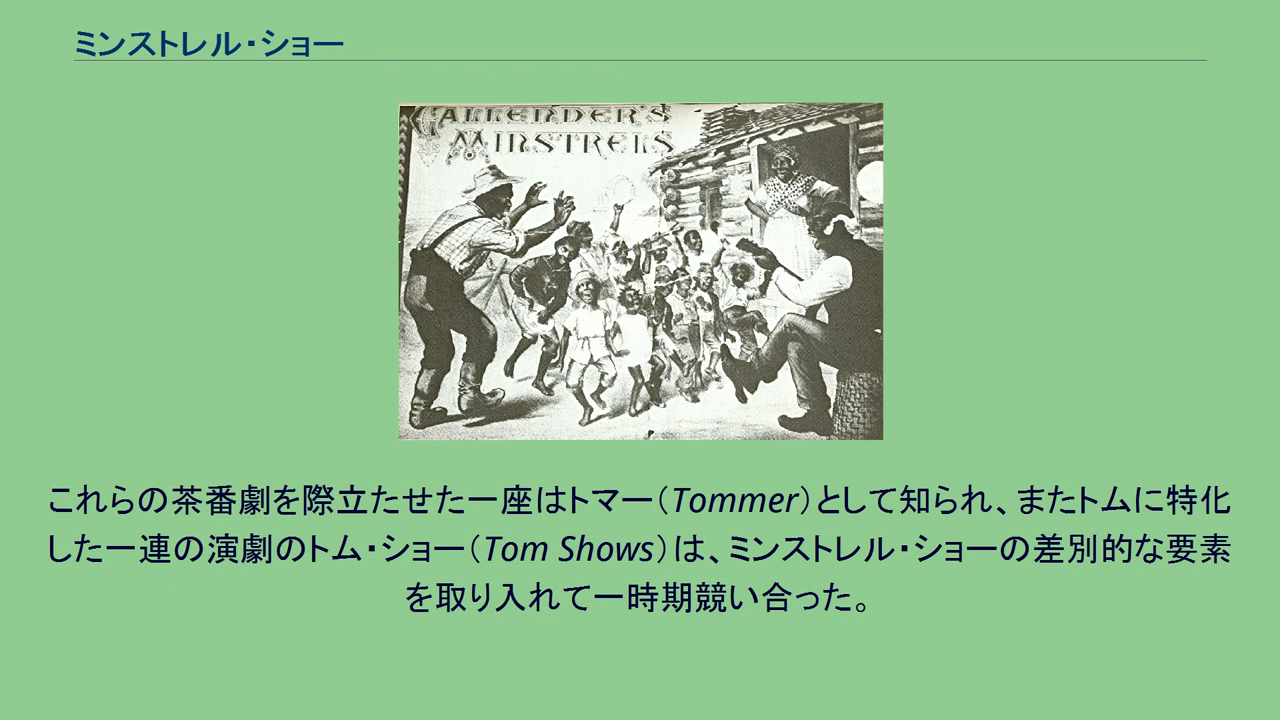 ミンストレル・ショー
CALLENDER'S
MINSTRELS
これらの茶番劇を際立たせた一座はトマー（Tommer）として知られ、またトムに特化
した一連の演劇のトム・ショー（Tom Shows）は、ミンストレル・ショーの差別的な要素
を取り入れて一時期競い合った。